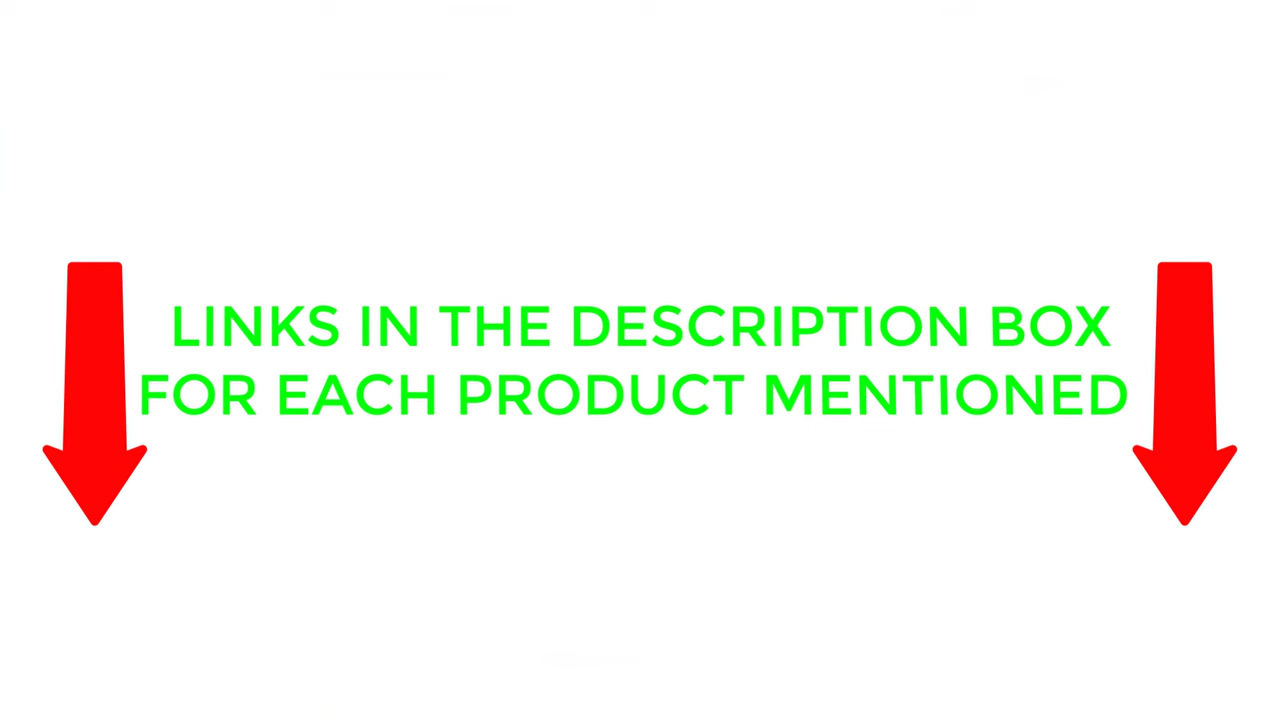 LINKS IN THE DESCRIPTION BOX
FOR EACH PRODUCT MENTIONED